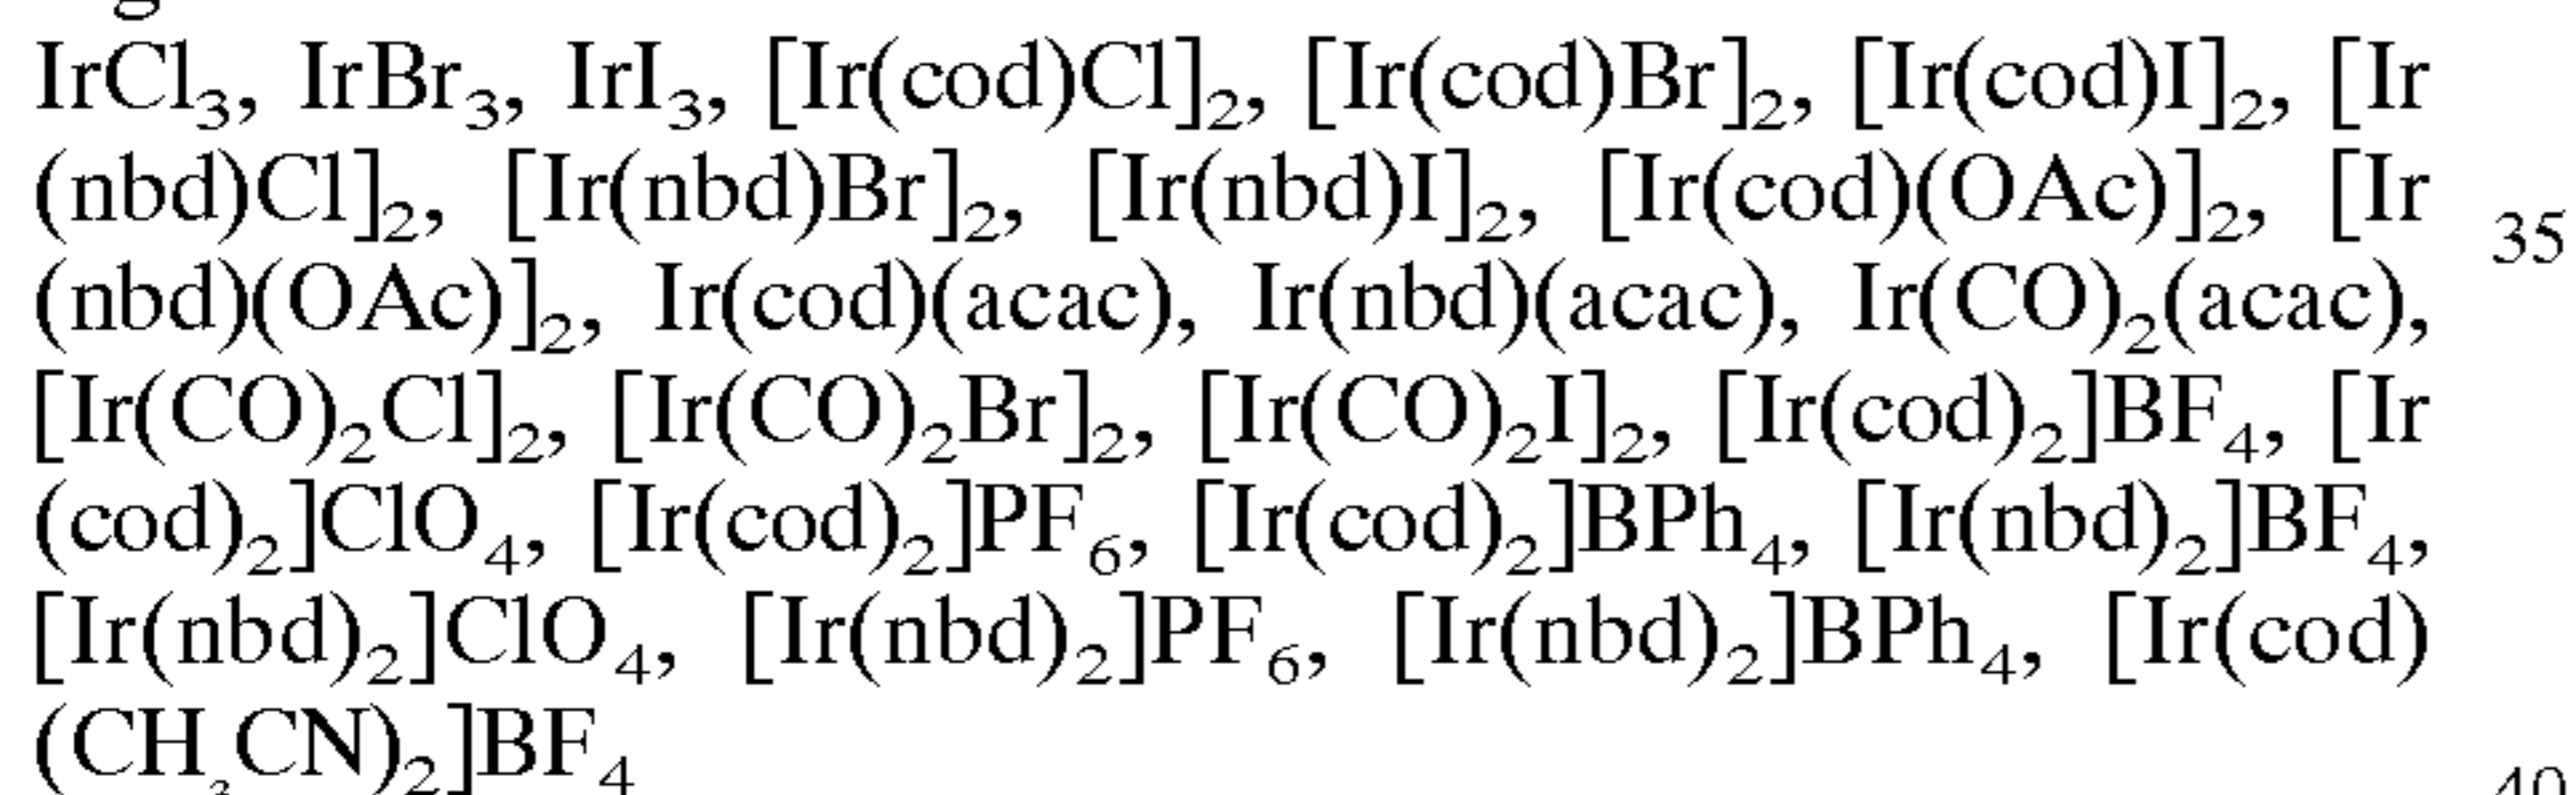 IrCl₃, IrBr₃, IrI₃, [Ir(cod)Cl]₂, [Ir(cod)Br]₂, [Ir(cod)I]₂, [Ir
(nbd)Cl]₂, [Ir(nbd)Br]₂, [Ir(nbd)I]₂, [Ir(cod)(OAc)]₂, [Ir 35
(nbd)(OAc)]₂, Ir(cod)(acac), Ir(nbd)(acac), Ir(CO)₂(acac),
[Ir(CO)₂Cl]₂, [Ir(CO)₂Br]₂, [Ir(CO)₂I]₂, [Ir(cod)₂]BF₄, [Ir
(cod)₂]ClO₄, [Ir(cod)₂]PF₆, [Ir(cod)₂]BPh₄, [Ir(nbd)₂]BF₄,
[Ir(nbd)₂]ClO₄, [Ir(nbd)₂]PF₆, [Ir(nbd)₂]BPh₄, [Ir(cod)
(CH₃CN)₂]BF₄ 40